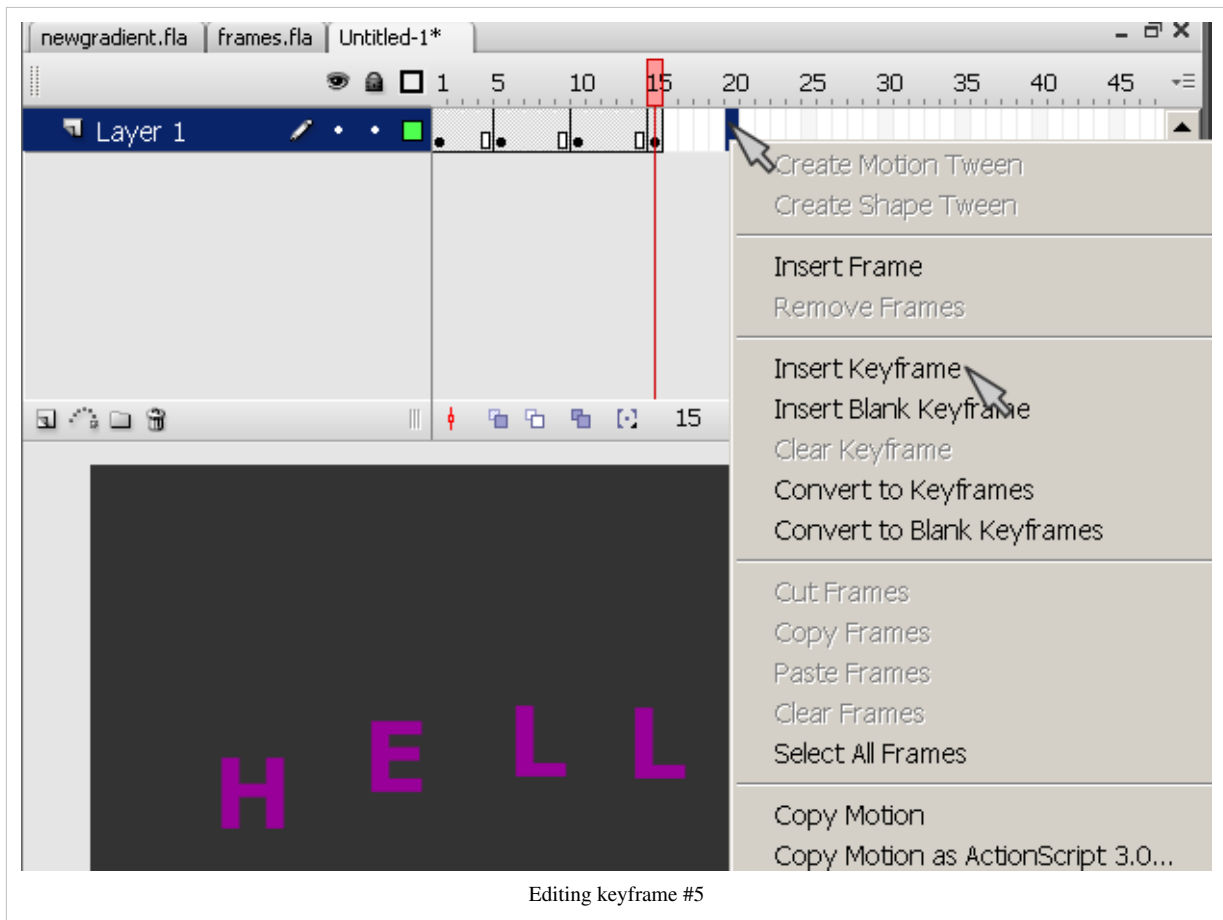 newgradient.fla frames.fla Untitled-1*
1 5 10 15 20 25 30 35 40 45
Layer 1
Create Motion Tween
Create Shape Tween
Insert Frame
Remove Frames
Insert Keyframe
Insert Blank Keyframe
Clear Keyframe
Convert to Keyframes
Convert to Blank Keyframes
Cut Frames
Copy Frames
Paste Frames
Clear Frames
Select All Frames
Copy Motion
Copy Motion as ActionScript 3.0...
15
H E L L
Editing keyframe #5